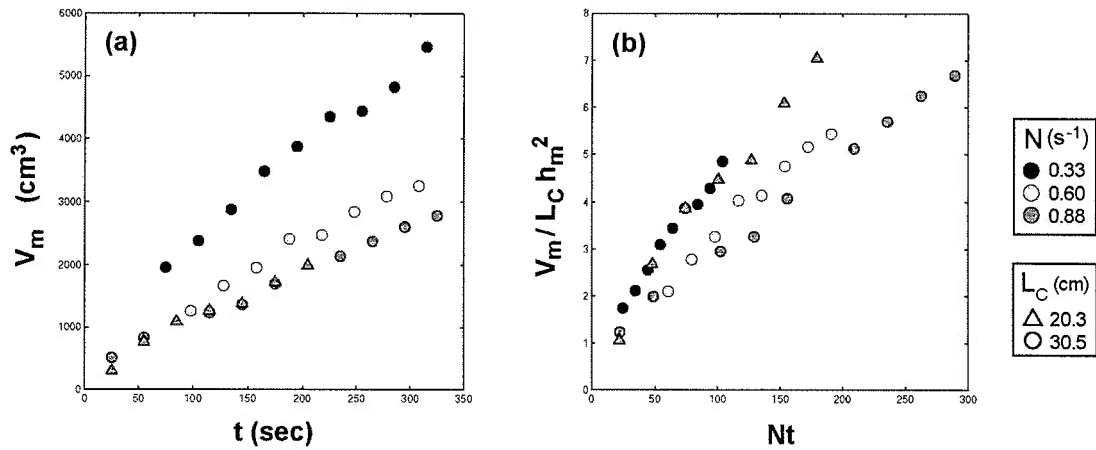 (a)
6000
5000
4000
3000
2000
1000
0
V_m (cm³)
0 50 100 150 200 250 300 350
t (sec)
(b)
8
7
6
5
4
3
2
1
0
V_m / L_C h_m²
0 50 100 150 200 250 300
Nt
N (s⁻¹)
0.33
0.60
0.88
L_C (cm)
20.3
30.5